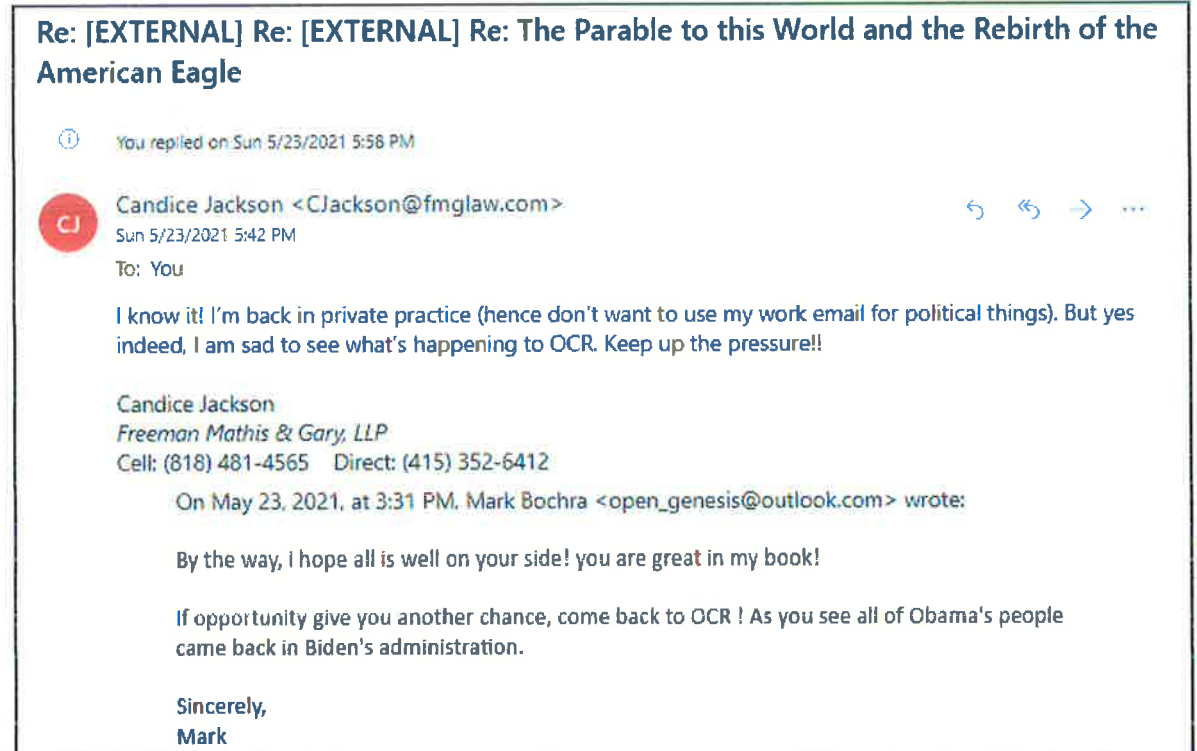 Re: [EXTERNAL] Re: [EXTERNAL] Re: The Parable to this World and the Rebirth of the
American Eagle
You replied on Sun 5/23/2021 5:58 PM
CJ
Candice Jackson <CJackson@fmglaw.com>
Sun 5/23/2021 5:42 PM
To: You
I know it! I'm back in private practice (hence don't want to use my work email for political things). But yes
indeed, I am sad to see what's happening to OCR. Keep up the pressure!!
Candice Jackson
Freeman Mathis & Gary, LLP
Cell: (818) 481-4565 Direct: (415) 352-6412
On May 23, 2021, at 3:31 PM, Mark Bochra <open_genesis@outlook.com> wrote:
By the way, i hope all is well on your side! you are great in my book!
If opportunity give you another chance, come back to OCR ! As you see all of Obama's people
came back in Biden's administration.
Sincerely,
Mark